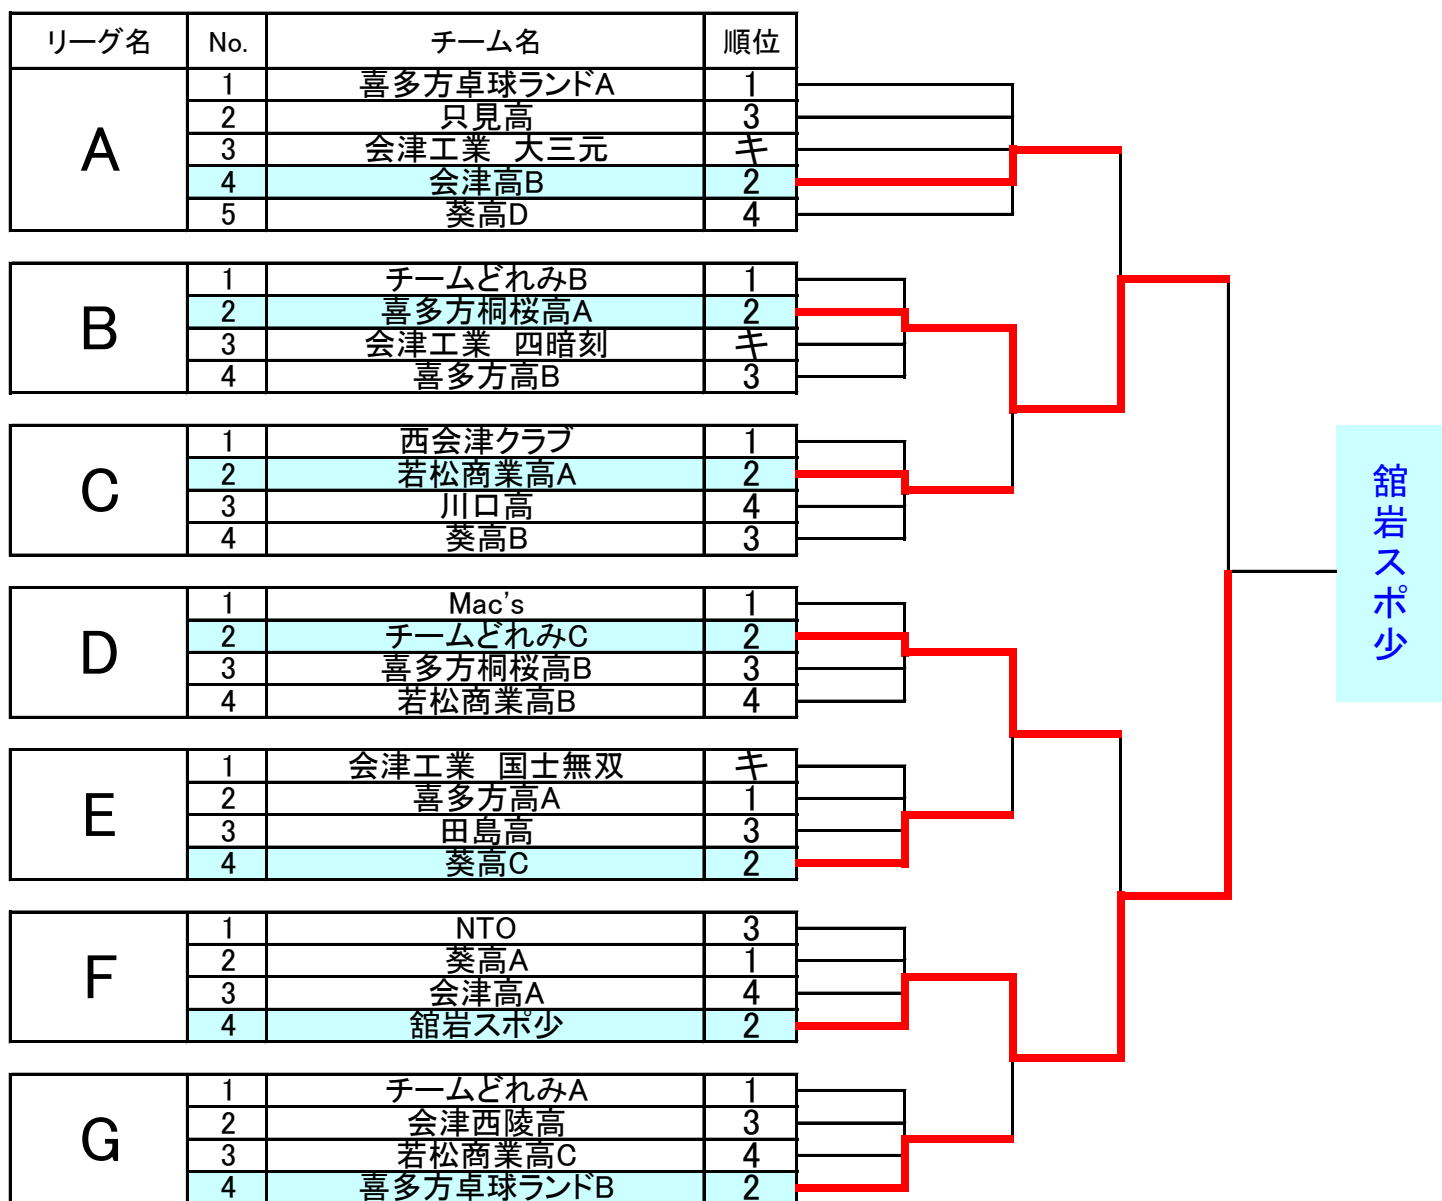 リーグ名 No. チーム名 順位
A
1 喜多方卓球ランドA 1
2 只見高 3
3 会津工業　大三元 キ
4 会津高B 2
5 葵高D 4
B
1 チームどれみB 1
2 喜多方桐桜高A 2
3 会津工業　四暗刻 キ
4 喜多方高B 3
C
1 西会津クラブ 1
2 若松商業高A 2
3 川口高 4
4 葵高B 3
D
1 Mac's 1
2 チームどれみC 2
3 喜多方桐桜高B 3
4 若松商業高B 4
E
1 会津工業　国士無双 キ
2 喜多方高A 1
3 田島高 3
4 葵高C 2
F
1 NTO 3
2 葵高A 1
3 会津高A 4
4 舘岩スポ少 2
G
1 チームどれみA 1
2 会津西陵高 3
3 若松商業高C 4
4 喜多方卓球ランドB 2
舘岩スポ少